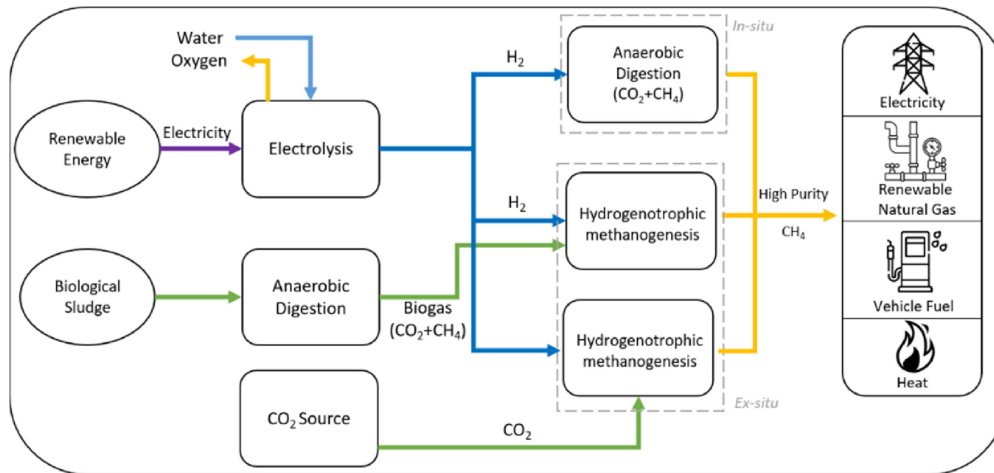 Water
Oxygen
Renewable
Energy
Electricity
Electrolysis
H₂
In-situ
Anaerobic
Digestion
(CO₂+CH₄)
H₂
Hydrogenotrophic
methanogenesis
High Purity
CH₄
Biological
Sludge
Anaerobic
Digestion
Biogas
(CO₂+CH₄)
Hydrogenotrophic
methanogenesis
Ex-situ
CO₂ Source
CO₂
Electricity
Renewable
Natural Gas
Vehicle Fuel
Heat